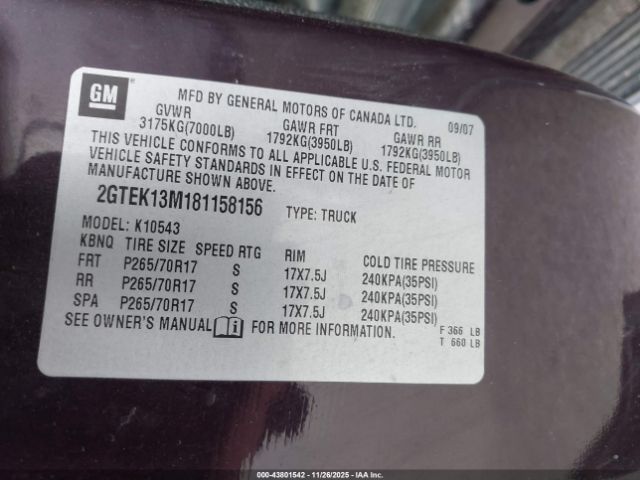 GM
MFD BY GENERAL MOTORS OF CANADA LTD. 09/07
GVWR GAWR FRT GAWR RR
3175KG(7000LB) 1792KG(3950LB) 1792KG(3950LB)
THIS VEHICLE CONFORMS TO ALL APPLICABLE U.S. FEDERAL MOTOR
VEHICLE SAFETY STANDARDS IN EFFECT ON THE DATE OF
MANUFACTURE SHOWN ABOVE.
2GTEK13M181158156 TYPE: TRUCK
MODEL: K10543
KBNQ TIRE SIZE SPEED RTG RIM COLD TIRE PRESSURE
FRT P265/70R17 S 17X7.5J 240KPA(35PSI)
RR P265/70R17 S 17X7.5J 240KPA(35PSI)
SPA P265/70R17 S 17X7.5J 240KPA(35PSI)
SEE OWNER'S MANUAL i FOR MORE INFORMATION.
F 366 LB
T 660 LB
000-43801542 - 11/26/2025 - IAA Inc.